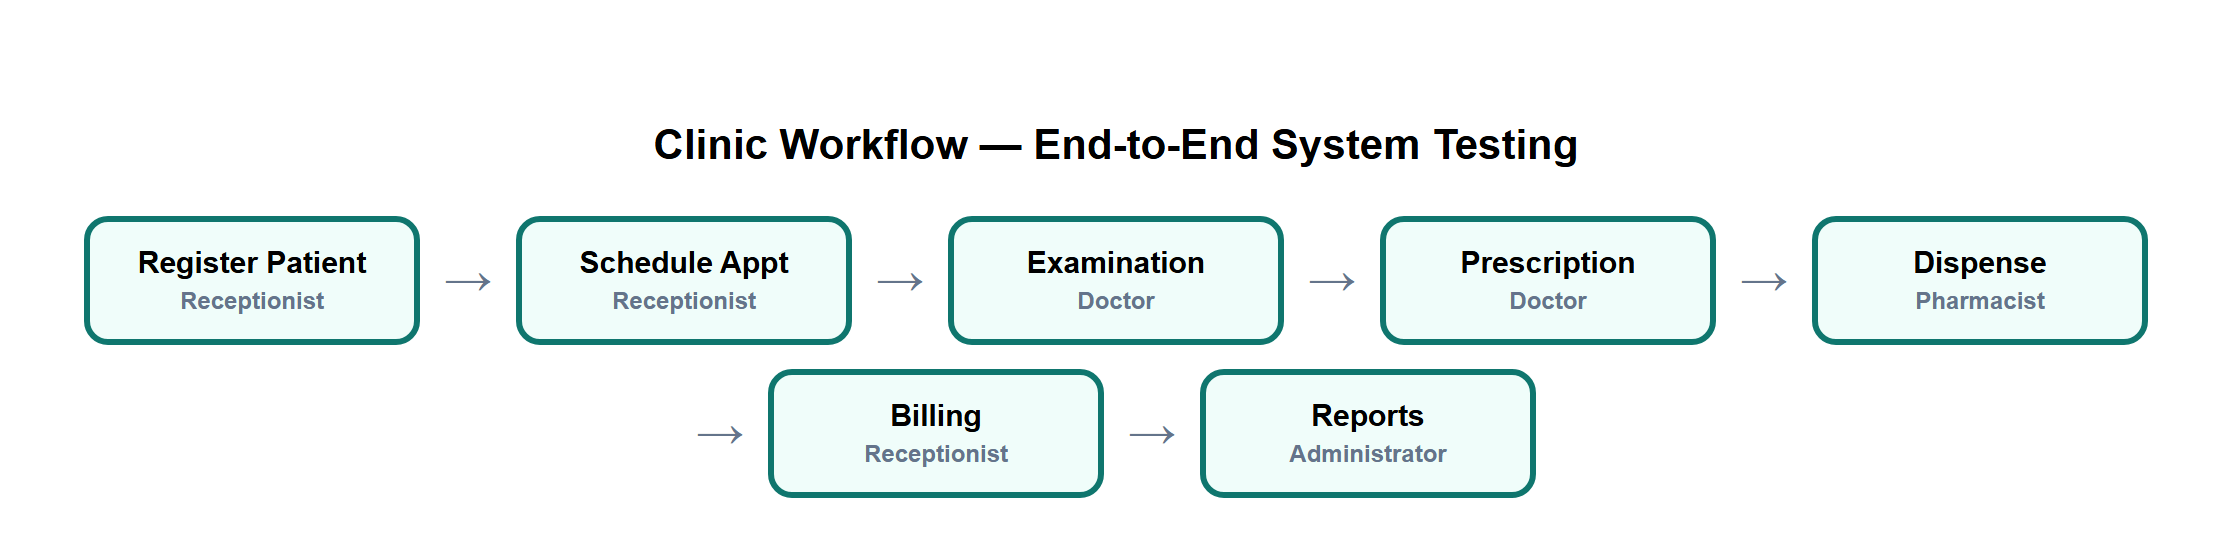 Clinic Workflow — End-to-End System Testing
Register Patient
Receptionist
→
Schedule Appt
Receptionist
→
Examination
Doctor
→
Prescription
Doctor
→
Dispense
Pharmacist
→
Billing
Receptionist
→
Reports
Administrator